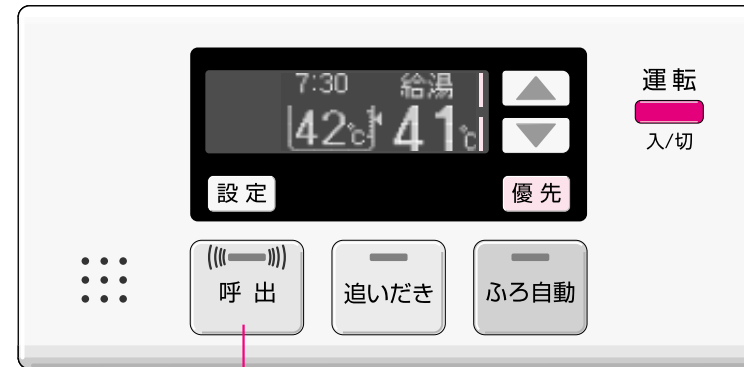 7:30 給湯
42℃ 41℃
運転
入/切
設定
優先
呼出
追いだき
ふろ自動